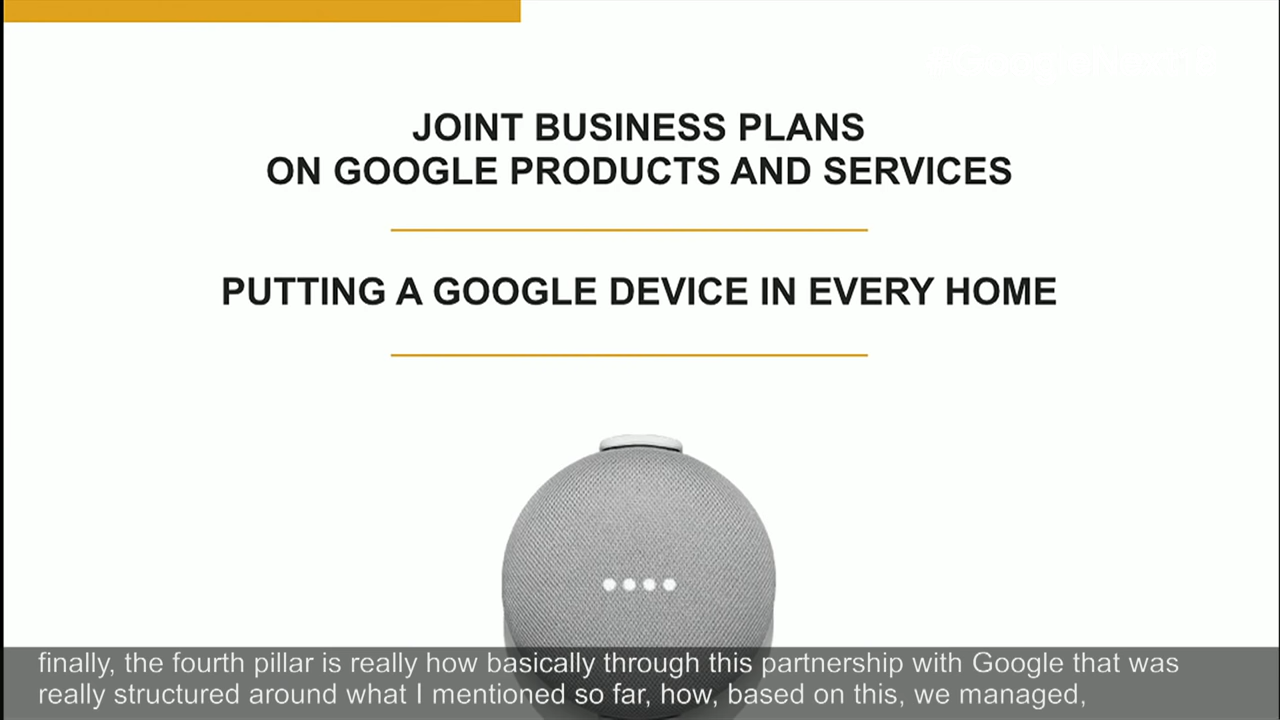 JOINT BUSINESS PLANS
ON GOOGLE PRODUCTS AND SERVICES
PUTTING A GOOGLE DEVICE IN EVERY HOME
finally, the fourth pillar is really how basically through this partnership with Google that was
really structured around what I mentioned so far, how, based on this, we managed,